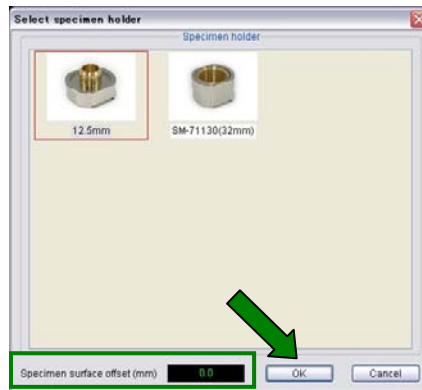 Select specimen holder
Specimen holder
12.5mm
SM-71130(32mm)
Specimen surface offset (mm)
0.0
OK
Cancel